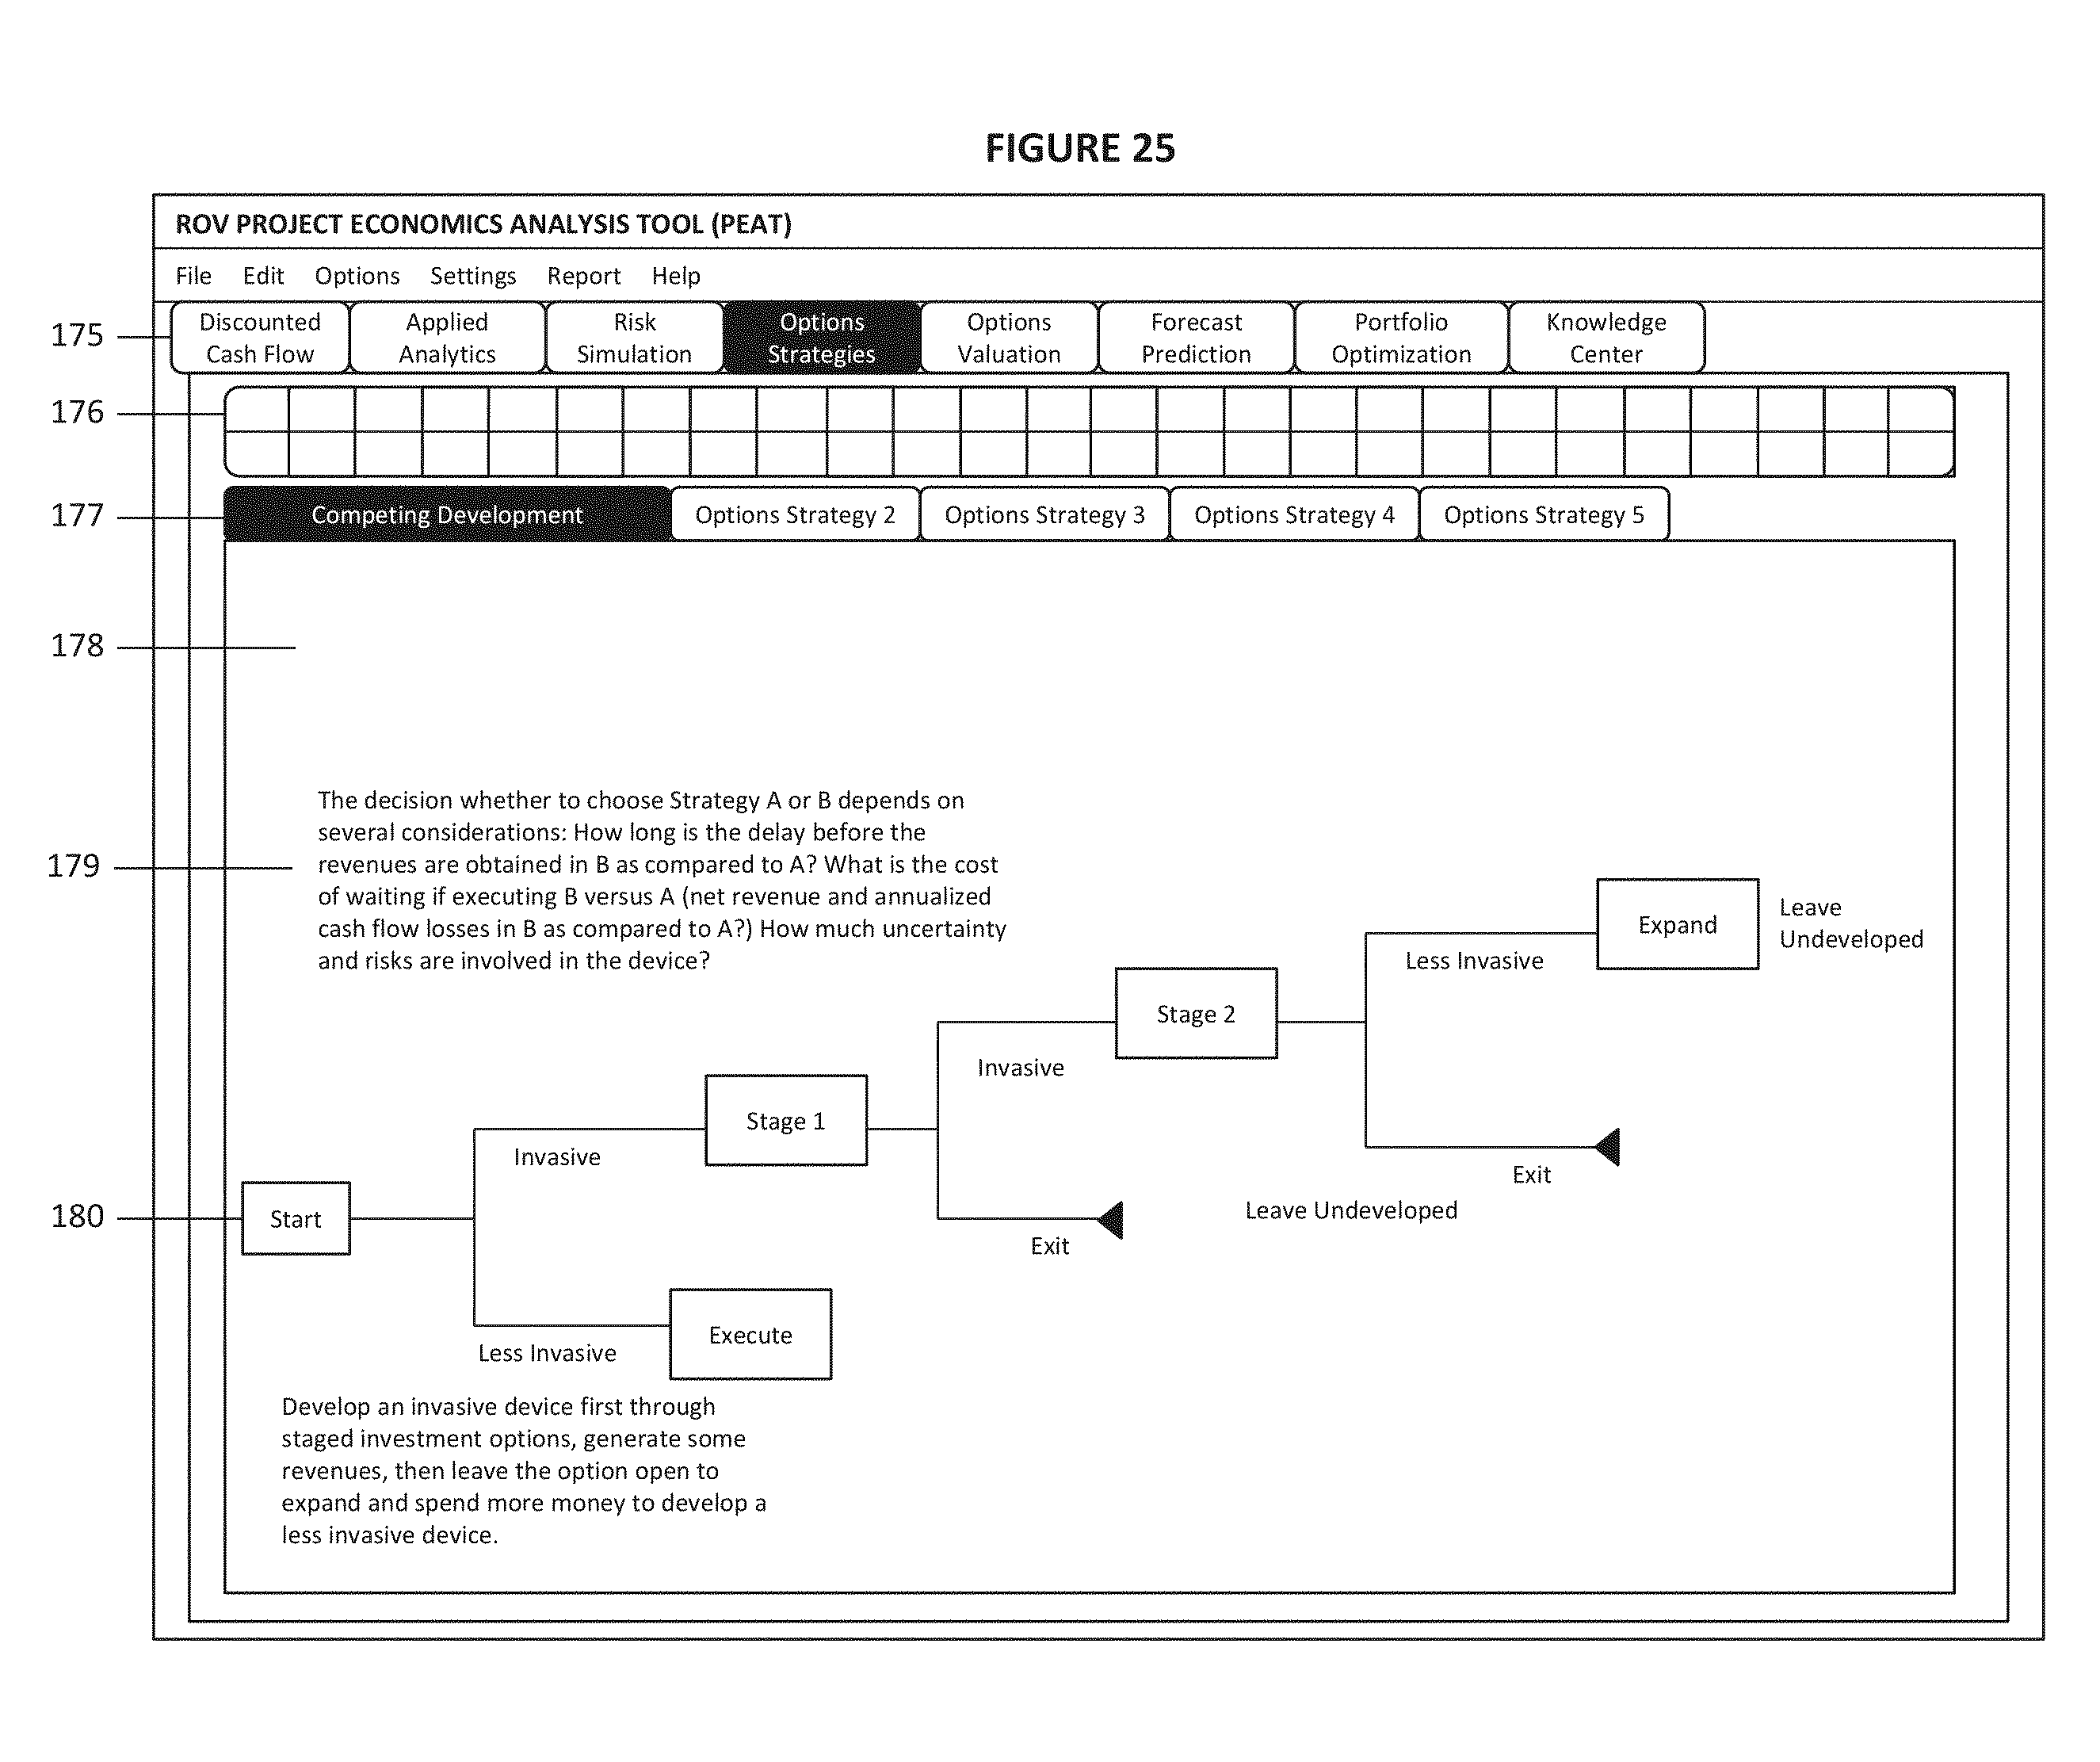 FIGURE 25
ROV PROJECT ECONOMICS ANALYSIS TOOL (PEAT)
File Edit Options Settings Report Help
175
Discounted
Cash Flow
Applied
Analytics
Risk
Simulation
Options
Strategies
Options
Valuation
Forecast
Prediction
Portfolio
Optimization
Knowledge
Center
176
177
Competing Development
Options Strategy 2
Options Strategy 3
Options Strategy 4
Options Strategy 5
178
179
The decision whether to choose Strategy A or B depends on
several considerations: How long is the delay before the
revenues are obtained in B as compared to A? What is the cost
of waiting if executing B versus A (net revenue and annualized
cash flow losses in B as compared to A?) How much uncertainty
and risks are involved in the device?
Expand
Leave
Undeveloped
Less Invasive
Stage 2
Invasive
Stage 1
Invasive
Exit
180
Start
Leave Undeveloped
Exit
Execute
Less Invasive
Develop an invasive device first through
staged investment options, generate some
revenues, then leave the option open to
expand and spend more money to develop a
less invasive device.